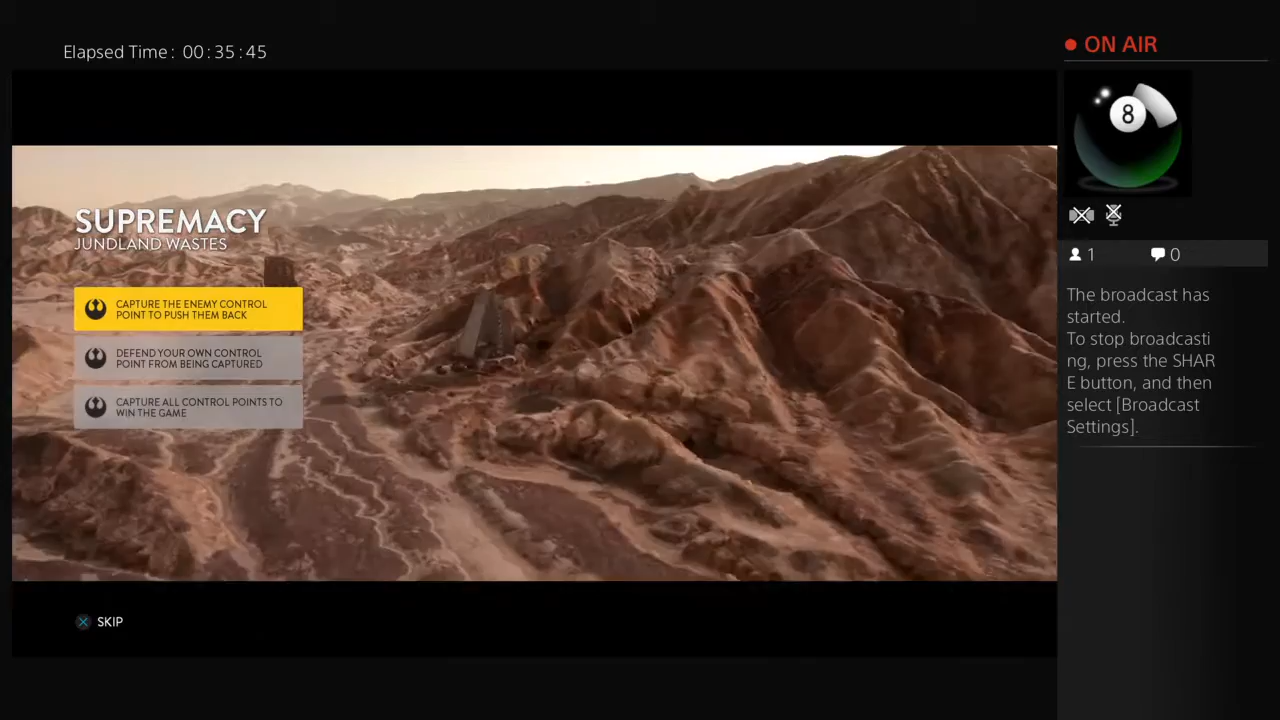 Elapsed Time: 00:35:45
ON AIR
8
1
0
SUPREMACY
JUNDLAND WASTES
CAPTURE THE ENEMY CONTROL
POINT TO PUSH THEM BACK
DEFEND YOUR OWN CONTROL
POINT FROM BEING CAPTURED
CAPTURE ALL CONTROL POINTS TO
WIN THE GAME
SKIP
The broadcast has
started.
To stop broadcasti
ng, press the SHAR
E button, and then
select [Broadcast
Settings].